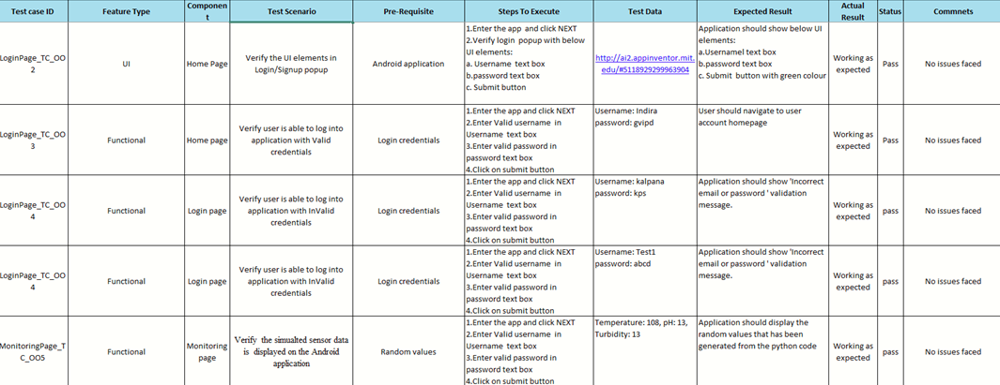 Test case ID
Feature Type
Componen
t
Test Scenario
Pre-Requisite
Steps To Execute
Test Data
Expected Result
Actual
Result
Status
Commnets
LoginPage_TC_OO
2
UI
Home Page
Verify the UI elements in
Login/Signup popup
Android application
1.Enter the app and click NEXT
2.Verify login popup with below
UI elements:
a. Username text box
b.password text box
c. Submit button
http://ai2.appinventor.mit.
edu/#5118929299963904
Application should show below UI
elements:
a.Usernamel text box
b.password text box
c. Submit button with green colour
Working as
expected
Pass
No issues faced
LoginPage_TC_OO
3
Functional
Home page
Verify user is able to log into
application with Valid
credentials
Login credentials
1.Enter the app and click NEXT
2.Enter Valid username in
Username text box
3.Enter valid password in
password text box
4.Click on submit button
Username: Indira
password: gvipd
User should navigate to user
account homepage
Working as
expected
Pass
No issues faced
LoginPage_TC_OO
4
Functional
Login page
Verify user is able to log into
application with InValid
credentials
Login credentials
1.Enter the app and click NEXT
2.Enter Valid username in
Username text box
3.Enter valid password in
password text box
4.Click on submit button
Username: kalpana
password: kps
Application should show 'Incorrect
email or password ' validation
message.
Working as
expected
pass
No issues faced
LoginPage_TC_OO
4
Functional
Login page
Verify user is able to log into
application with InValid
credentials
Login credentials
1.Enter the app and click NEXT
2.Enter Valid username in
Username text box
3.Enter valid password in
password text box
4.Click on submit button
Username: Test1
password: abcd
Application should show 'Incorrect
email or password ' validation
message.
Working as
expected
pass
No issues faced
MonitoringPage_T
C_OO5
Functional
Monitoring
page
Verify the simualted sensor data
is displayed on the Android
application
Random values
1.Enter the app and click NEXT
2.Enter Valid username in
Username text box
3.Enter valid password in
password text box
4.Click on submit button
Temperature: 108, pH: 13,
Turbidity: 13
Application should display the
random values that has been
generated from the python code
Working as
expected
pass
No issues faced